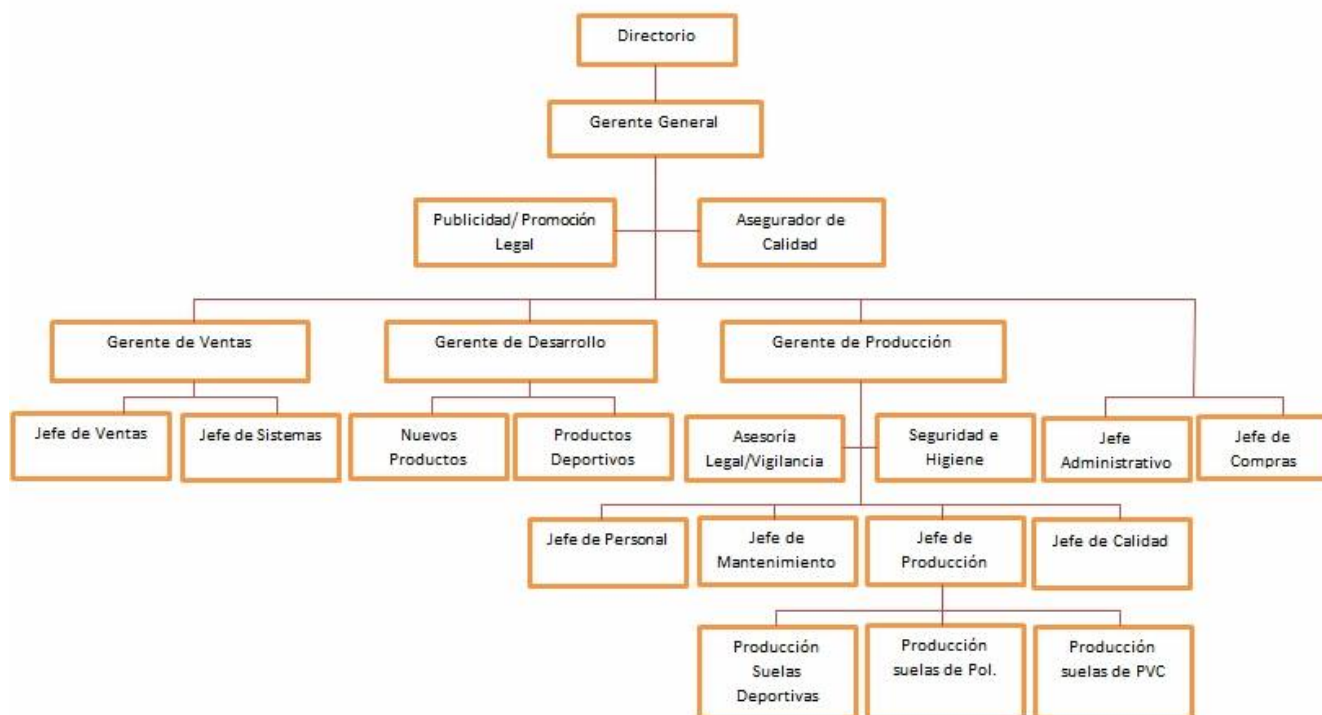 Directorio
Gerente General
Publicidad/ Promoción
Legal
Asegurador de
Calidad
Gerente de Ventas
Gerente de Desarrollo
Gerente de Producción
Jefe de Ventas
Jefe de Sistemas
Nuevos
Productos
Productos
Deportivos
Asesoría
Legal/Vigilancia
Seguridad e
Higiene
Jefe
Administrativo
Jefe de
Compras
Jefe de Personal
Jefe de
Mantenimiento
Jefe de
Producción
Jefe de Calidad
Producción
Suelas
Deportivas
Producción
suelas de Pol.
Producción
suelas de PVC